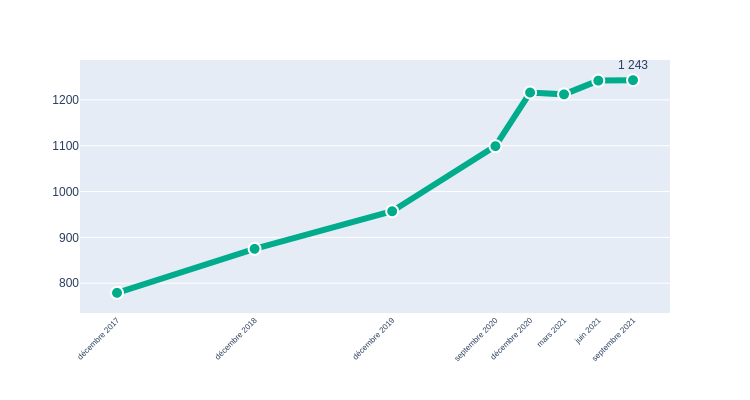 1 243
1200
1100
1000
900
800
décembre 2017
décembre 2018
décembre 2019
septembre 2020
décembre 2020
mars 2021
juin 2021
septembre 2021